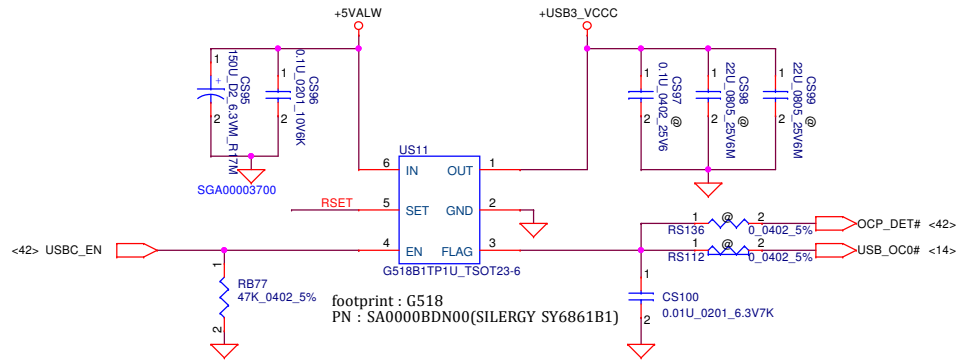 +5VALW
+USB3_VCCC
1
CS95
150U_D2_6.3VM_R17M
+
2
1
CS96
0.1U_0201_10V6K
2
SGA00003700
1
CS97
0.1U_0402_25V6
@
2
1
CS98
22U_0805_25V6M
@
2
1
CS99
22U_0805_25V6M
@
2
US11
6 IN OUT 1
RSET 5 SET GND 2
<42> USBC_EN 4 EN FLAG 3
G518B1TP1U_TSOT23-6
1 @ 2 OCP_DET# <42>
RS136 0_0402_5%
1 @ 2 USB_OC0# <14>
RS112 0_0402_5%
1
RB77
47K_0402_5%
2
footprint : G518
PN : SA0000BDN00(SILERGY SY6861B1)
1
CS100
0.01U_0201_6.3V7K
2